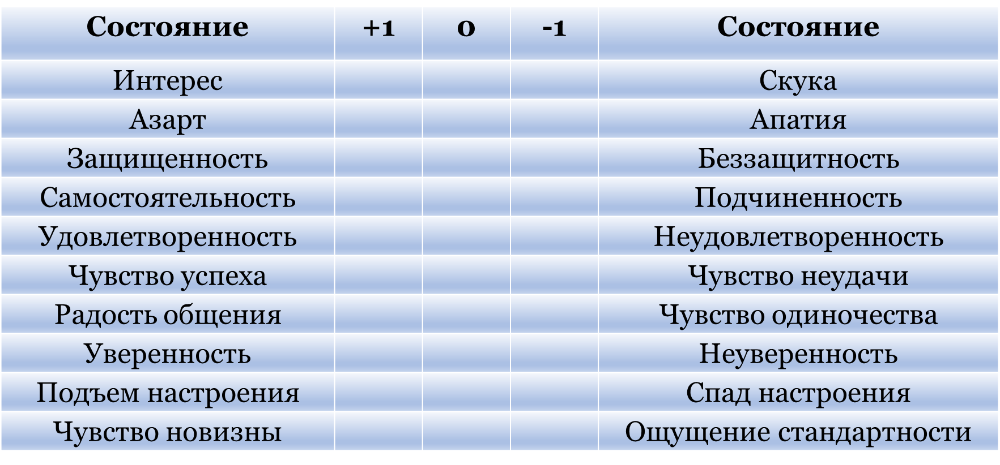 Состояние +1 0 -1 Состояние
Интерес Скука
Азарт Апатия
Защищенность Беззащитность
Самостоятельность Подчиненность
Удовлетворенность Неудовлетворенность
Чувство успеха Чувство неудачи
Радость общения Чувство одиночества
Уверенность Неуверенность
Подъем настроения Спад настроения
Чувство новизны Ощущение стандартности